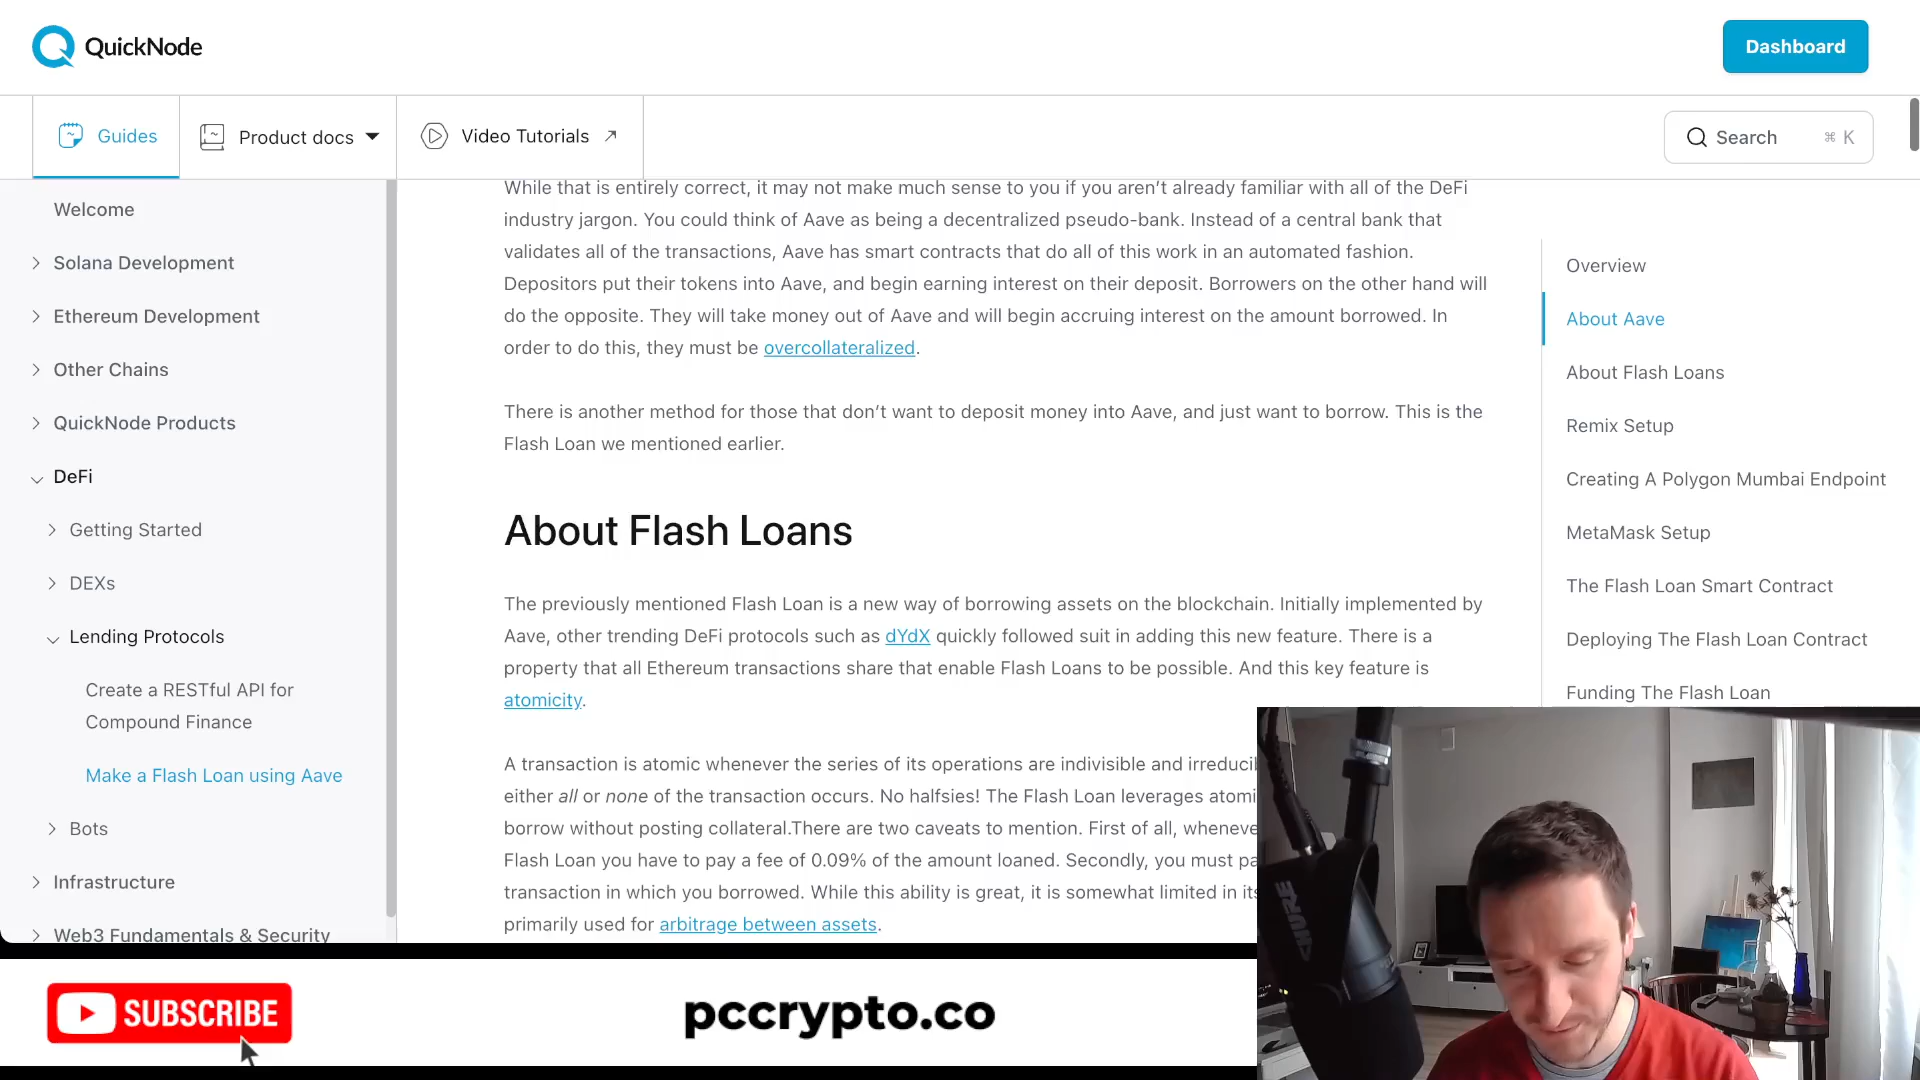 QuickNode
Dashboard
Guides
Product docs
Video Tutorials
Search
⌘ K
Welcome
Solana Development
Ethereum Development
Other Chains
QuickNode Products
DeFi
Getting Started
DEXs
Lending Protocols
Create a RESTful API for
Compound Finance
Make a Flash Loan using Aave
Bots
Infrastructure
Web3 Fundamentals & Security
While that is entirely correct, it may not make much sense to you if you aren’t already familiar with all of the DeFi
industry jargon. You could think of Aave as being a decentralized pseudo-bank. Instead of a central bank that
validates all of the transactions, Aave has smart contracts that do all of this work in an automated fashion.
Depositors put their tokens into Aave, and begin earning interest on their deposit. Borrowers on the other hand will
do the opposite. They will take money out of Aave and will begin accruing interest on the amount borrowed. In
order to do this, they must be overcollateralized.
There is another method for those that don’t want to deposit money into Aave, and just want to borrow. This is the
Flash Loan we mentioned earlier.
About Flash Loans
The previously mentioned Flash Loan is a new way of borrowing assets on the blockchain. Initially implemented by
Aave, other trending DeFi protocols such as dYdX quickly followed suit in adding this new feature. There is a
property that all Ethereum transactions share that enable Flash Loans to be possible. And this key feature is
atomicity.
A transaction is atomic whenever the series of its operations are indivisible and
either all or none of the transaction occurs. No halfsies! The Flash Loan leverages
borrow without posting collateral.There are two caveats to mention. First of all,
Flash Loan you have to pay a fee of 0.09% of the amount loaned. Secondly, you must
transaction in which you borrowed. While this ability is great, it is somewhat limited in
primarily used for arbitrage between assets.
Overview
About Aave
About Flash Loans
Remix Setup
Creating A Polygon Mumbai Endpoint
MetaMask Setup
The Flash Loan Smart Contract
Deploying The Flash Loan Contract
Funding The Flash Loan
SHURE
SUBSCRIBE
pccrypto.co